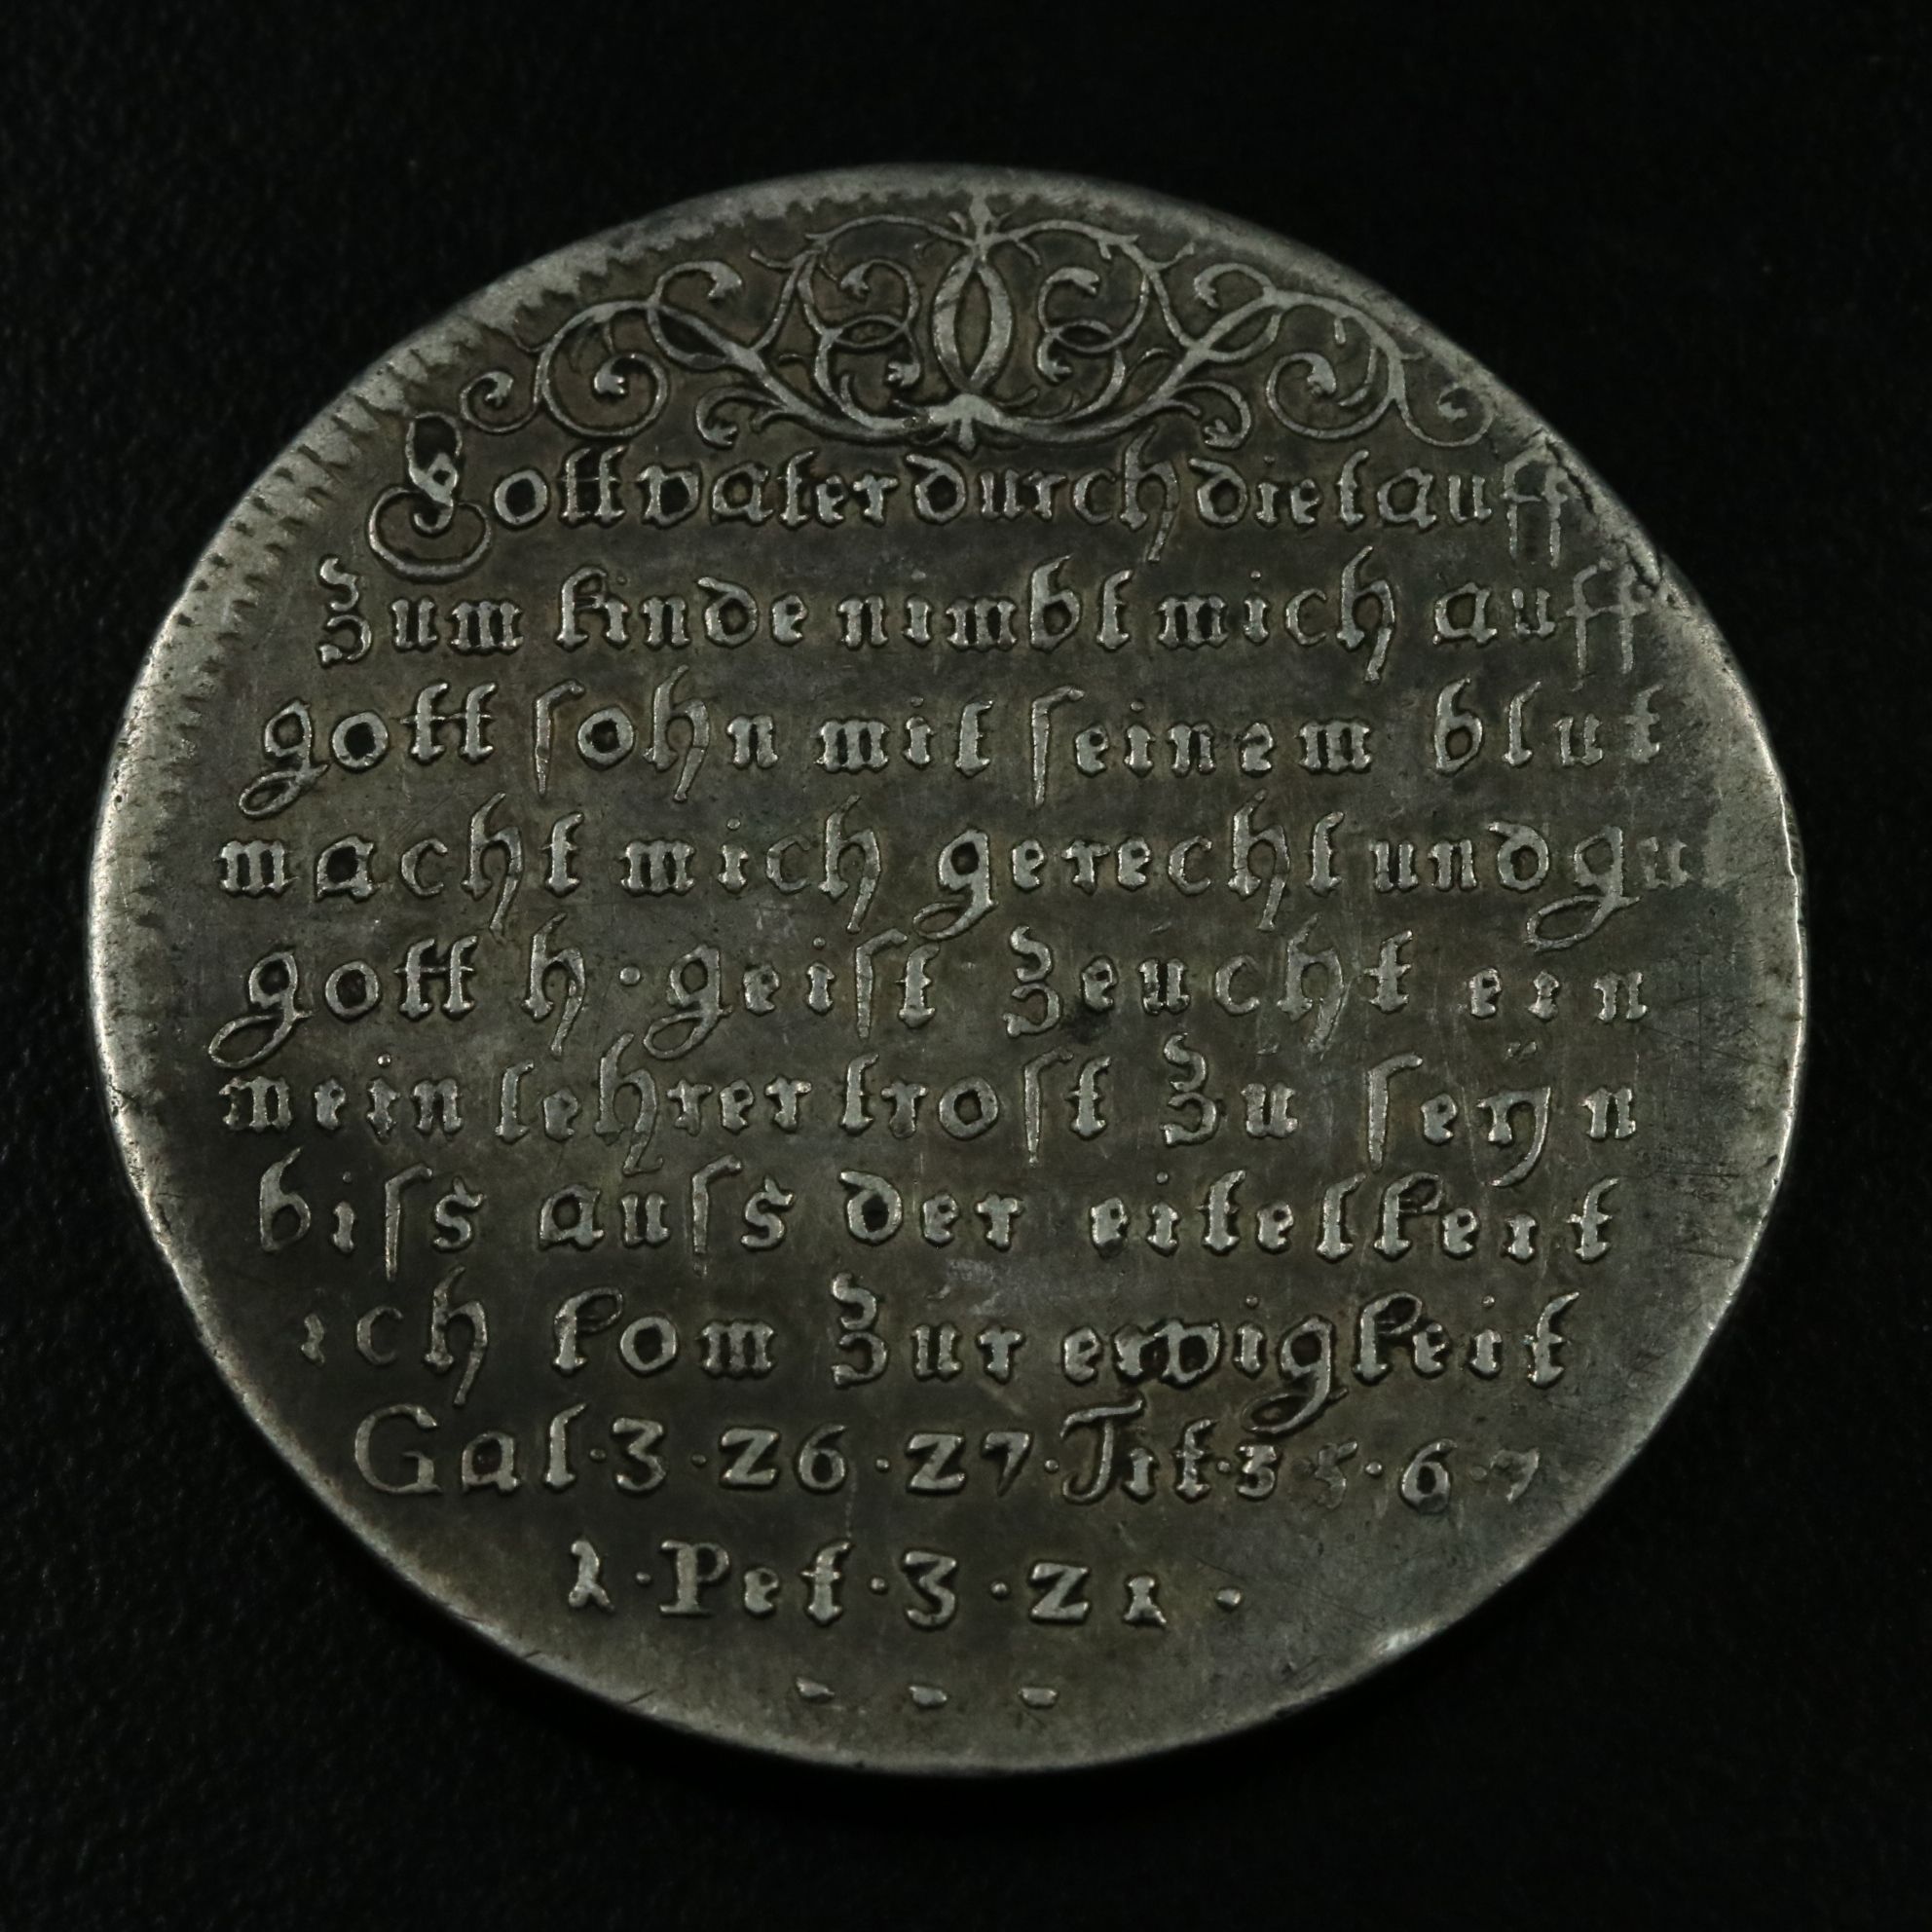 Gott vater durch die tauff
Zum kinde nimbt mich auff
gott ſohn mit ſeinem blut
macht mich gerecht und gut
gott h · geiſt Zeucht ein
mein lehrer troſt Zu ſeyn
biſs auſs der eitelkeit
ich kom Zur ewigkeit
Gal · 3 · 26 · 27 · Tit · 3 5 · 6 · 7
1 · Pet · 3 · 21 ·